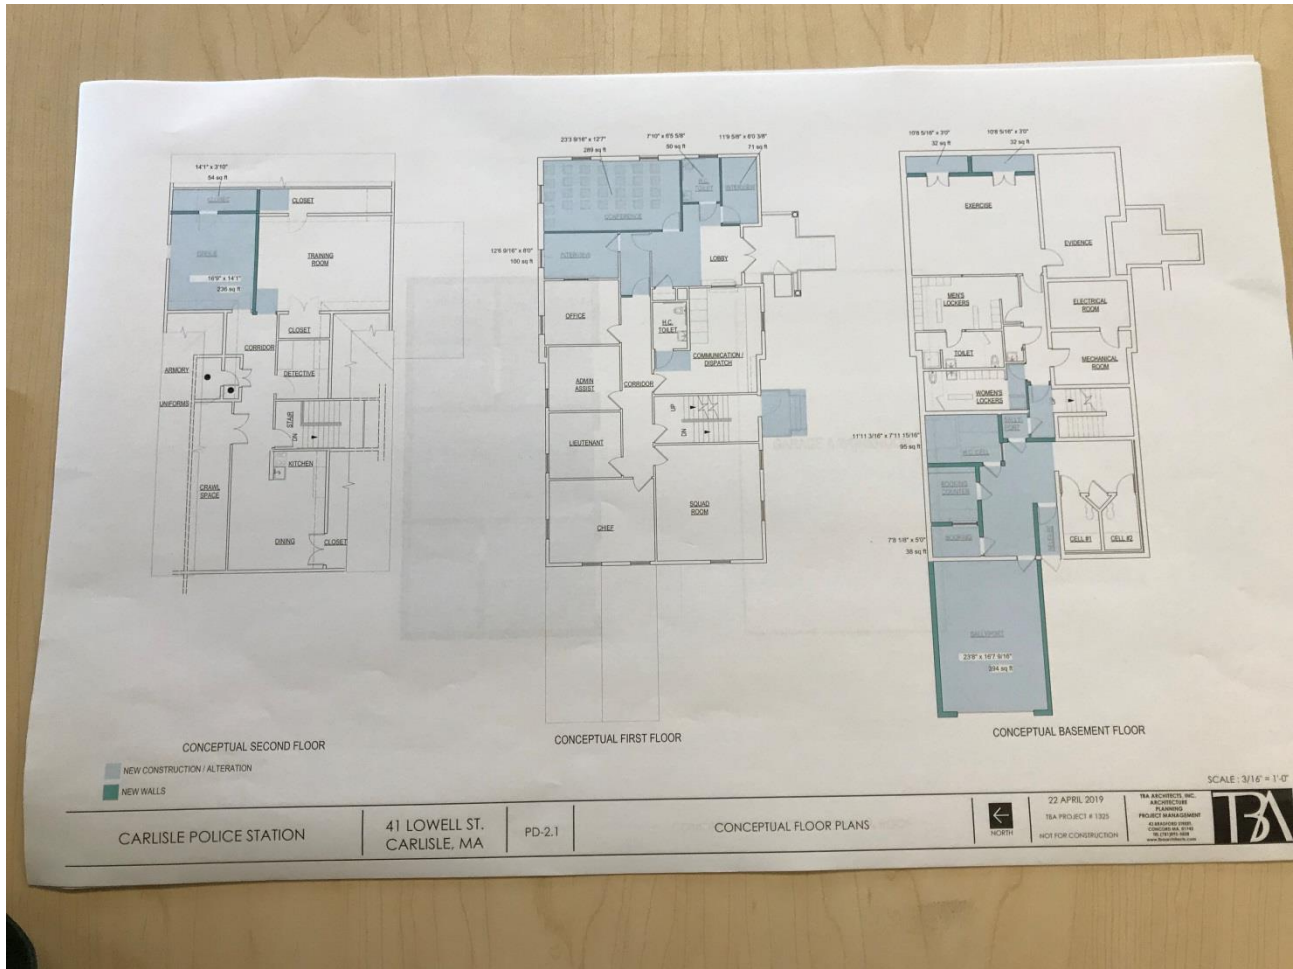 14'1" x 3'10"
54 sq ft
CLOSET
CLOSET
OFFICE
TRAINING
ROOM
16'9" x 14'1"
236 sq ft
CLOSET
CORRIDOR
ARMORY
DETECTIVE
UNIFORMS
STAIR
DN
KITCHEN
CRAWL
SPACE
DINING
CLOSET
CONCEPTUAL SECOND FLOOR
23'3 9/16" x 12'7"
289 sq ft
7'10" x 6'5 5/8"
50 sq ft
11'9 5/8" x 6'0 3/8"
71 sq ft
H.C.
TOILET
INTERVIEW
CONFERENCE
12'6 9/16" x 8'0"
100 sq ft
INTERVIEW
LOBBY
OFFICE
H.C.
TOILET
COMMUNICATION /
DISPATCH
ADMIN
ASSIST
CORRIDOR
UP
DN
LIEUTENANT
SQUAD
ROOM
CHIEF
CONCEPTUAL FIRST FLOOR
10'8 5/16" x 3'0"
32 sq ft
10'8 5/16" x 3'0"
32 sq ft
EXERCISE
EVIDENCE
MEN'S
LOCKERS
ELECTRICAL
ROOM
TOILET
MECHANICAL
ROOM
WOMEN'S
LOCKERS
11'11 3/16" x 7'11 15/16"
95 sq ft
H.C. CELL
BOOKING
COUNTER
7'8 1/8" x 5'0"
38 sq ft
BOOKING
CELL #1
CELL #2
SALLYPORT
23'8" x 16'7 9/16"
394 sq ft
CONCEPTUAL BASEMENT FLOOR
NEW CONSTRUCTION / ALTERATION
NEW WALLS
SCALE : 3/16" = 1'-0"
CARLISLE POLICE STATION
41 LOWELL ST.
CARLISLE, MA
PD-2.1
CONCEPTUAL FLOOR PLANS
NORTH
22 APRIL 2019
TBA PROJECT # 1325
NOT FOR CONSTRUCTION
TBA ARCHITECTS, INC.
ARCHITECTURE
PLANNING
PROJECT MANAGEMENT
TBA